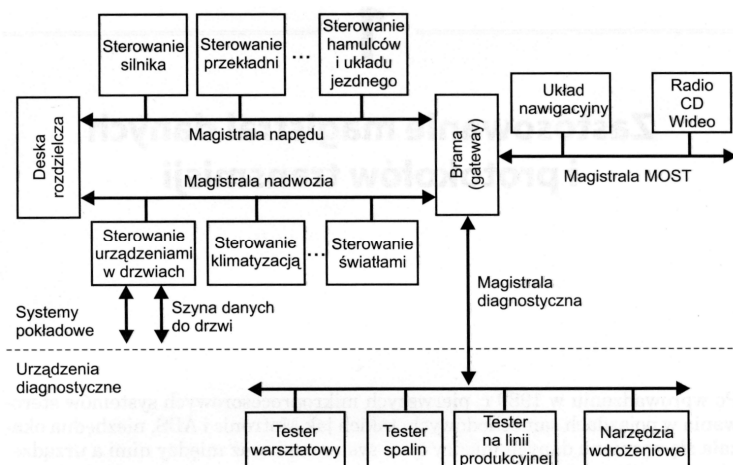 Sterowanie
silnika
Sterowanie
przekładni
...
Sterowanie
hamulców
i układu
jezdnego
Układ
nawigacyjny
Radio
CD
Wideo
Deska
rozdzielcza
Magistrala napędu
Brama
(gateway)
Magistrala MOST
Magistrala nadwozia
Sterowanie
urządzeniami
w drzwiach
Sterowanie
klimatyzacją
...
Sterowanie
światłami
Systemy
pokładowe
Szyna danych
do drzwi
Magistrala
diagnostyczna
Urządzenia
diagnostyczne
Tester
warsztatowy
Tester
spalin
Tester
na linii
produkcyjnej
Narzędzia
wdrożeniowe